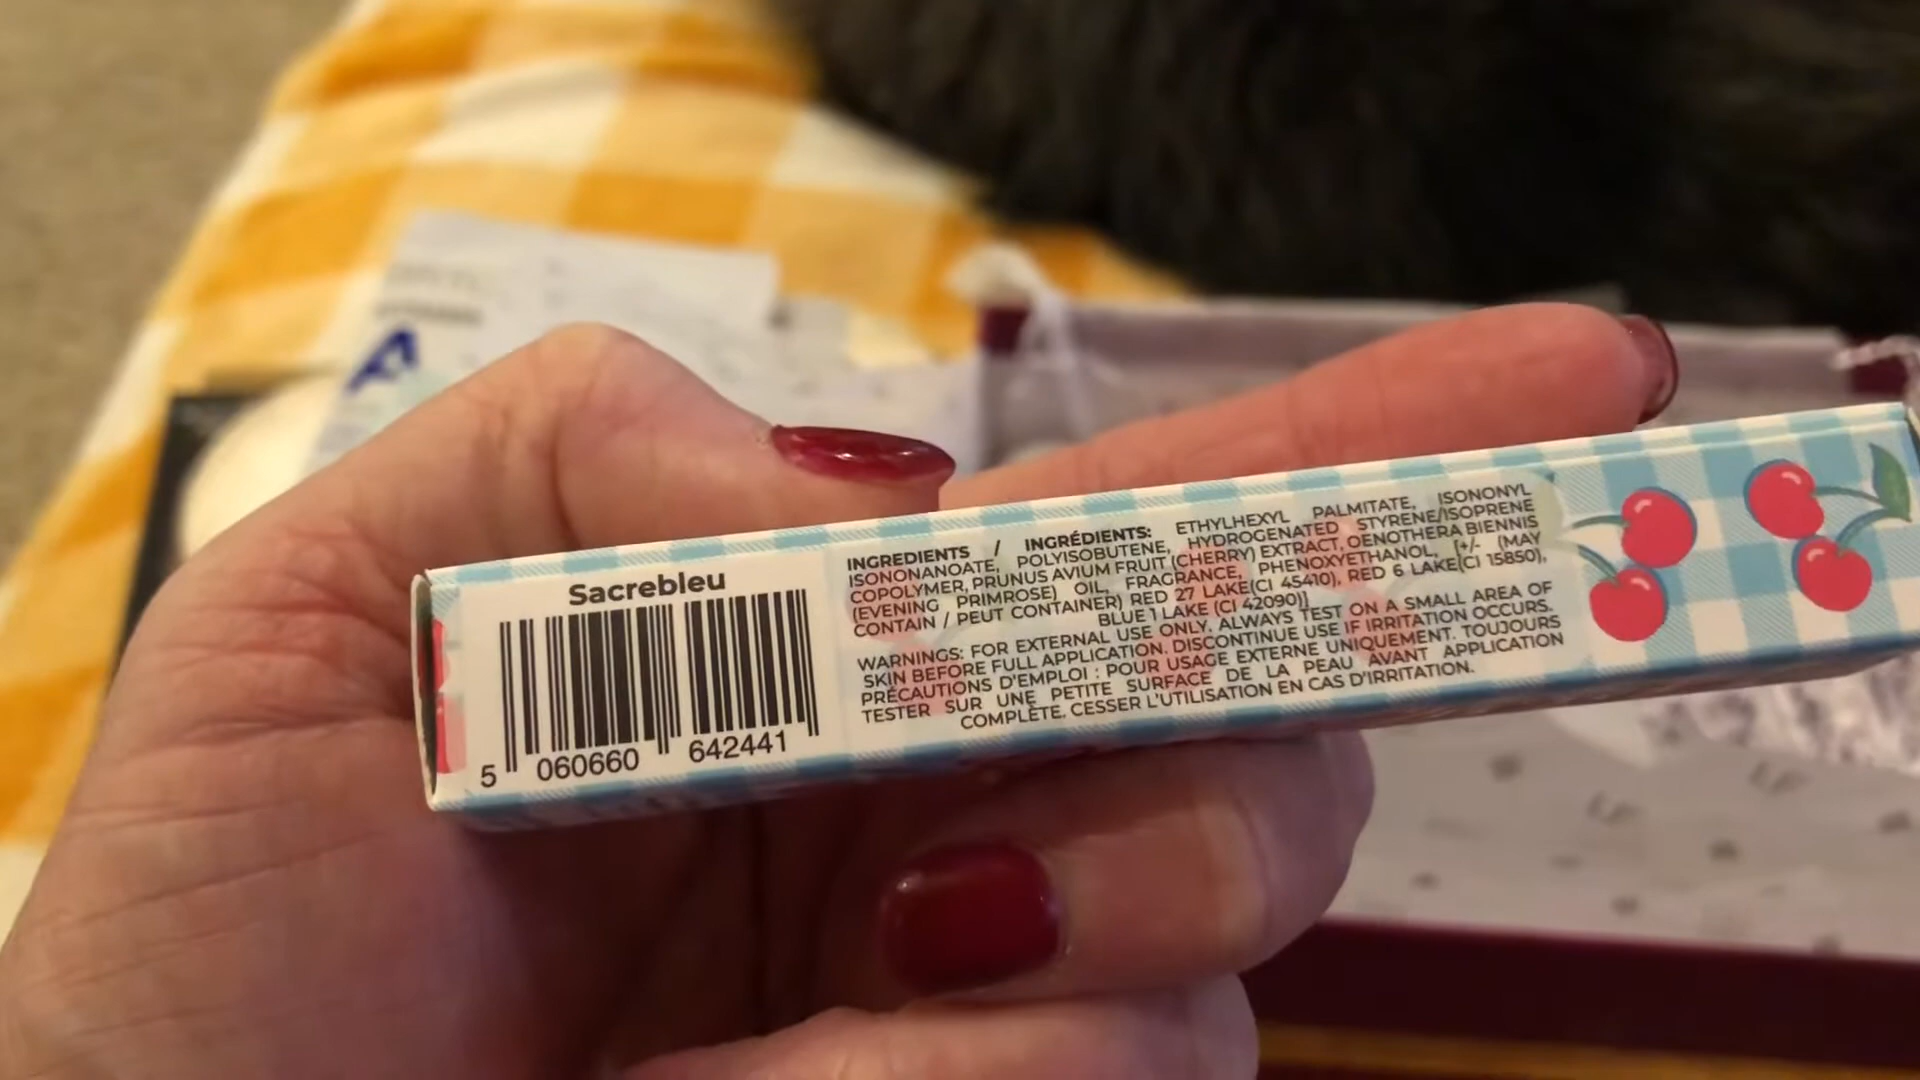 Sacrebleu
5 060660 642441
INGREDIENTS / INGRÉDIENTS: ETHYLHEXYL PALMITATE, ISONONYL
ISONONANOATE, POLYISOBUTENE, HYDROGENATED STYRENE/ISOPRENE
COPOLYMER, PRUNUS AVIUM FRUIT (CHERRY) EXTRACT, OENOTHERA BIENNIS
(EVENING PRIMROSE) OIL, FRAGRANCE, PHENOXYETHANOL, [+/- (MAY
CONTAIN / PEUT CONTAINER) RED 27 LAKE(CI 45410), RED 6 LAKE(CI 15850),
BLUE 1 LAKE (CI 42090)]
WARNINGS: FOR EXTERNAL USE ONLY. ALWAYS TEST ON A SMALL AREA OF
SKIN BEFORE FULL APPLICATION. DISCONTINUE USE IF IRRITATION OCCURS.
PRÉCAUTIONS D'EMPLOI : POUR USAGE EXTERNE UNIQUEMENT. TOUJOURS
TESTER SUR UNE PETITE SURFACE DE LA PEAU AVANT APPLICATION
COMPLÈTE. CESSER L'UTILISATION EN CAS D'IRRITATION.
LF
LF